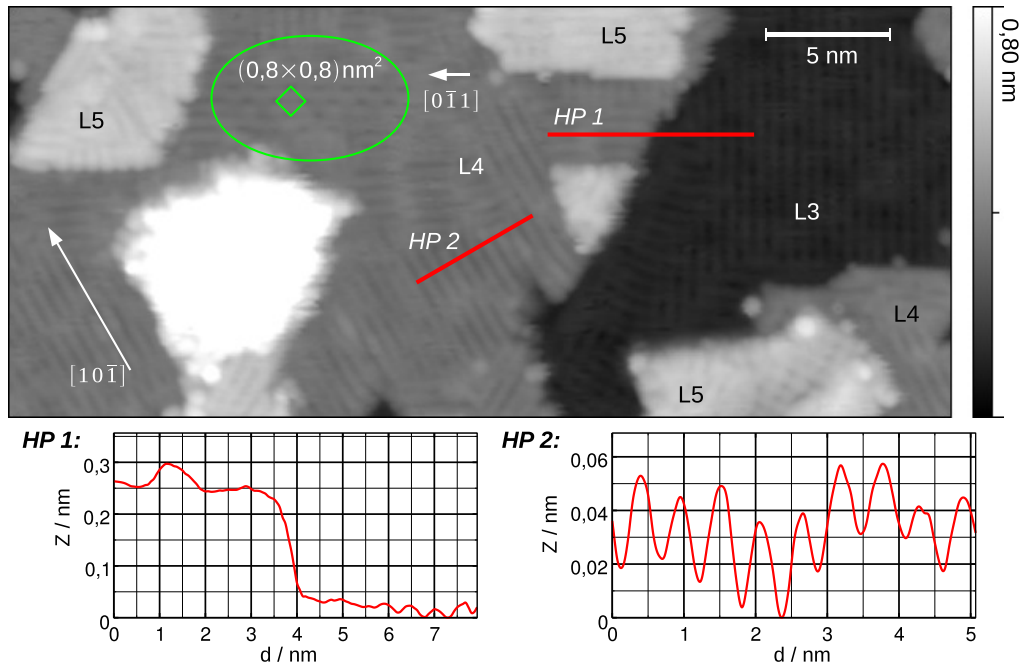 L5
(0,8×0,8)nm²
[01̅1]
L5
5 nm
0,80 nm
L5
HP 1
L4
L3
HP 2
L4
[101̅]
L5
HP 1:
HP 2:
0,3
0,2
0,1
0
Z / nm
0 1 2 3 4 5 6 7
d / nm
0,06
0,04
0,02
0
Z / nm
0 1 2 3 4 5
d / nm